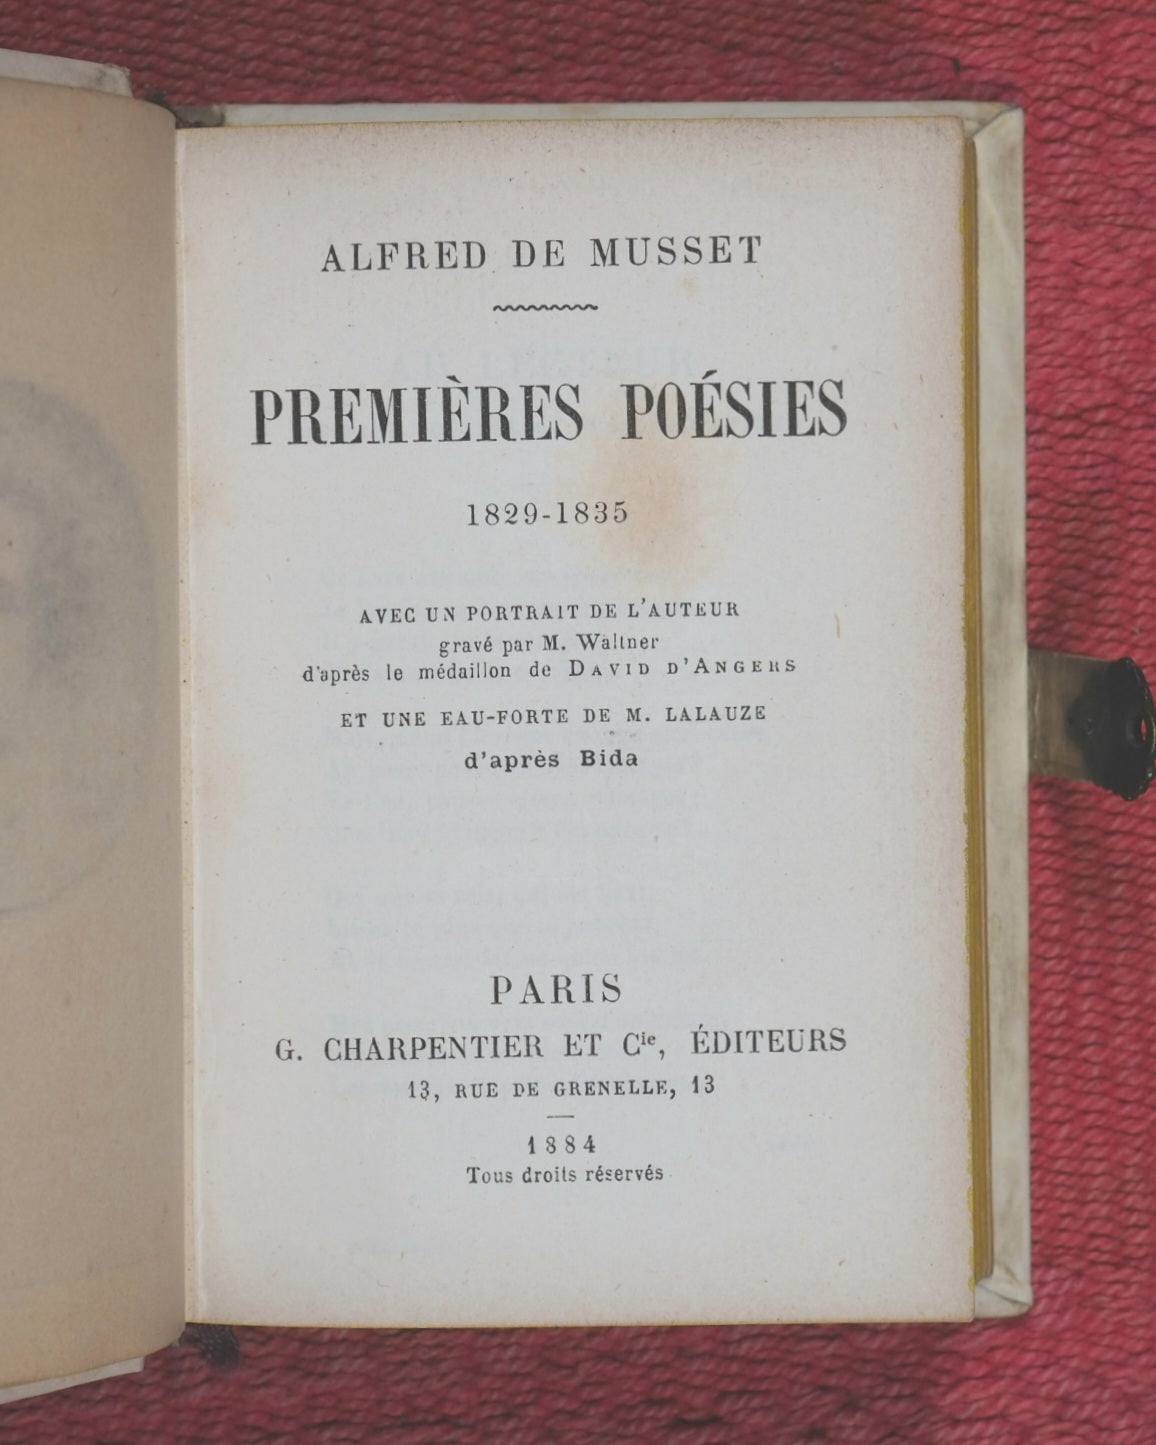 ALFRED DE MUSSET
PREMIÈRES POÉSIES
1829-1835
AVEC UN PORTRAIT DE L'AUTEUR
gravé par M. Waltner
d'après le médaillon de DAVID D'ANGERS
ET UNE EAU-FORTE DE M. LALAUZE
d'après Bida
PARIS
G. CHARPENTIER ET Cie, ÉDITEURS
13, RUE DE GRENELLE, 13
1884
Tous droits réservés